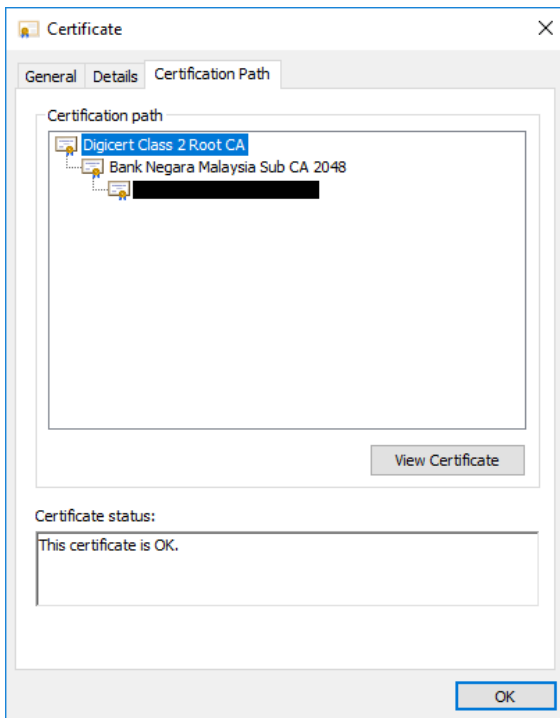 Certificate
General Details Certification Path
Certification path
Digicert Class 2 Root CA
Bank Negara Malaysia Sub CA 2048
View Certificate
Certificate status:
This certificate is OK.
OK